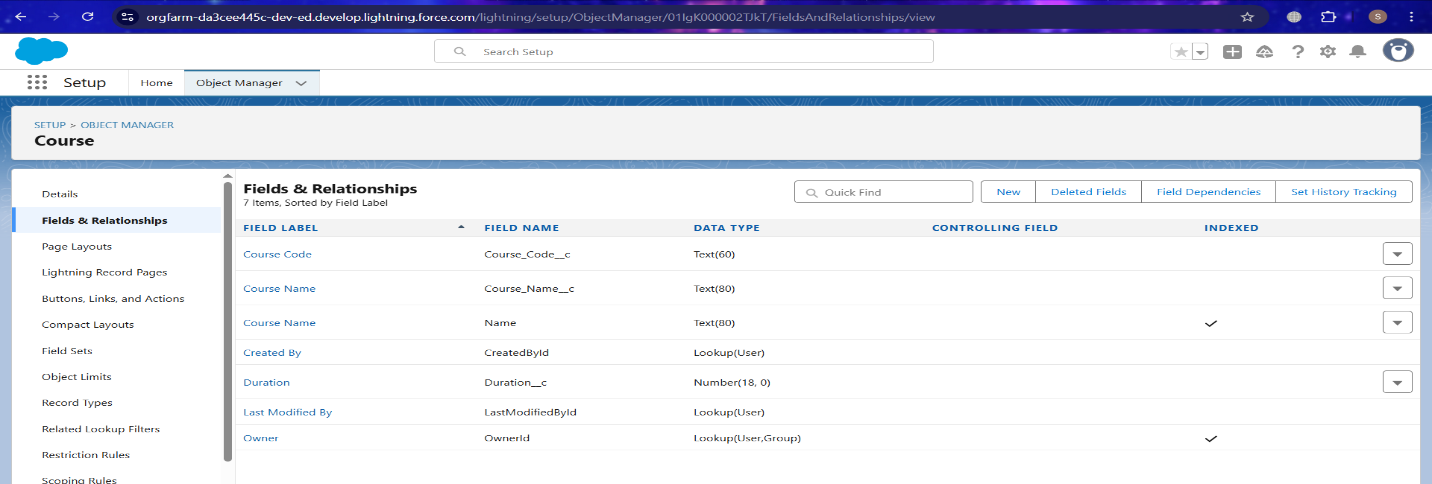 orgfarm-da3cee445c-dev-ed.develop.lightning.force.com/lightning/setup/ObjectManager/01IgK000002TJkT/FieldsAndRelationships/view
S
Search Setup
Setup Home Object Manager
SETUP > OBJECT MANAGER
Course
Details
Fields & Relationships
Page Layouts
Lightning Record Pages
Buttons, Links, and Actions
Compact Layouts
Field Sets
Object Limits
Record Types
Related Lookup Filters
Restriction Rules
Scoping Rules
Fields & Relationships
7 Items, Sorted by Field Label
Quick Find New Deleted Fields Field Dependencies Set History Tracking
FIELD LABEL FIELD NAME DATA TYPE CONTROLLING FIELD INDEXED
Course Code Course_Code__c Text(60)
Course Name Course_Name__c Text(80)
Course Name Name Text(80)
Created By CreatedById Lookup(User)
Duration Duration__c Number(18, 0)
Last Modified By LastModifiedById Lookup(User)
Owner OwnerId Lookup(User,Group)